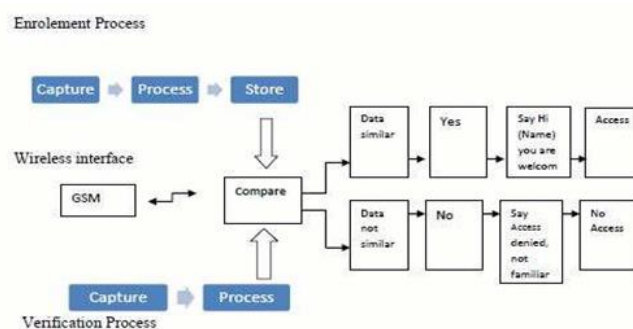 Enrolement Process
Capture
Process
Store
Data
similar
Yes
Say Hi
(Name)
you are
welcom
Access
Wireless interface
GSM
Compare
Data
not
similar
No
Say
Access
denied,
not
familiar
No
Access
Capture
Process
Verification Process